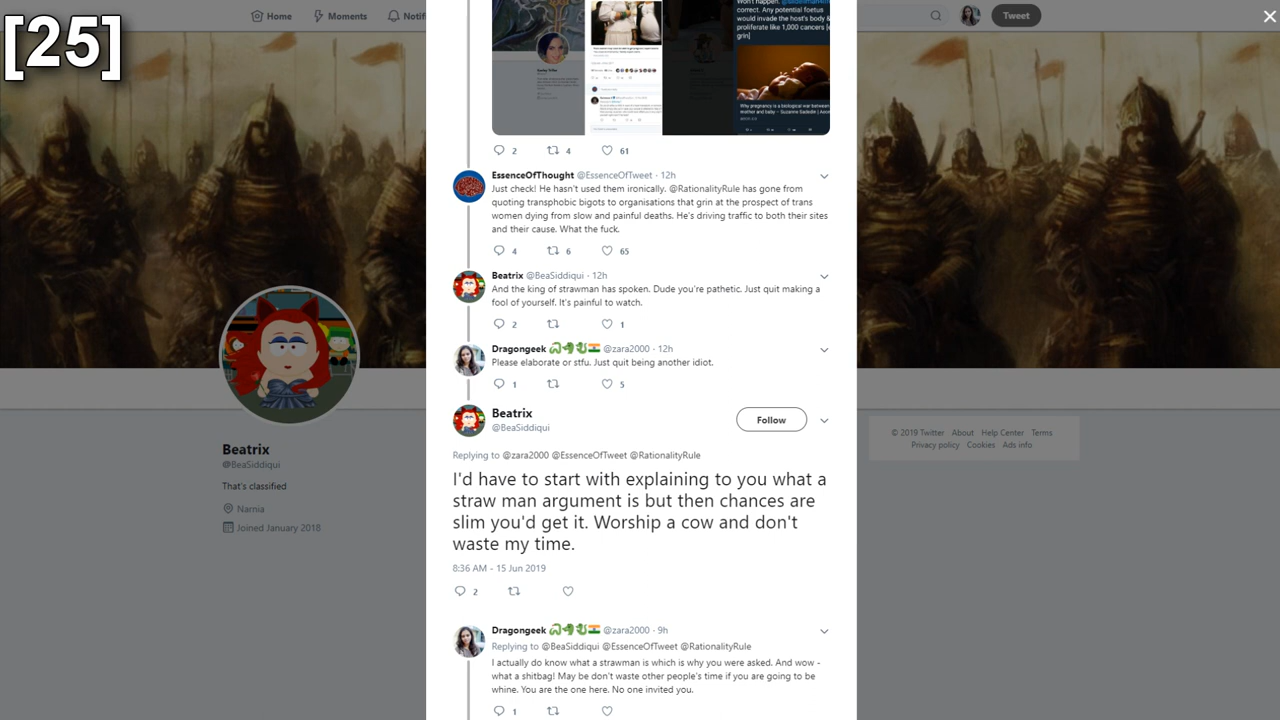 [25]
Home
Moments
Notifi
Tweet
Won't happen.
correct. Any potential foetus
would invade the host's body &
proliferate like 1,000 cancers [
grin]
Why pregnancy is a biological war between
mother and baby – Suzanne Sadedin | Aeon
2 4 61
EssenceOfThought @EssenceOfTweet · 12h
Just check! He hasn't used them ironically. @RationalityRule has gone from
quoting transphobic bigots to organisations that grin at the prospect of trans
women dying from slow and painful deaths. He's driving traffic to both their sites
and their cause. What the fuck.
4 6 65
Beatrix @BeaSiddiqui · 12h
And the king of strawman has spoken. Dude you're pathetic. Just quit making a
fool of yourself. It's painful to watch.
2 1
Dragongeek @zara2000 · 12h
Please elaborate or stfu. Just quit being another idiot.
1 5
Beatrix
@BeaSiddiqui
Follow
Replying to @zara2000 @EssenceOfTweet @RationalityRule
I'd have to start with explaining to you what a
straw man argument is but then chances are
slim you'd get it. Worship a cow and don't
waste my time.
8:36 AM - 15 Jun 2019
2
Dragongeek @zara2000 · 9h
Replying to @BeaSiddiqui @EssenceOfTweet @RationalityRule
I actually do know what a strawman is which is why you were asked. And wow -
what a shitbag! May be don't waste other people's time if you are going to be
whine. You are the one here. No one invited you.
1
Beatrix
@BeaSiddiqui
That's classified
Narnia
Joined January 2018
© 2019 Twitter About Help Center Terms
Privacy policy Cookies Ads info